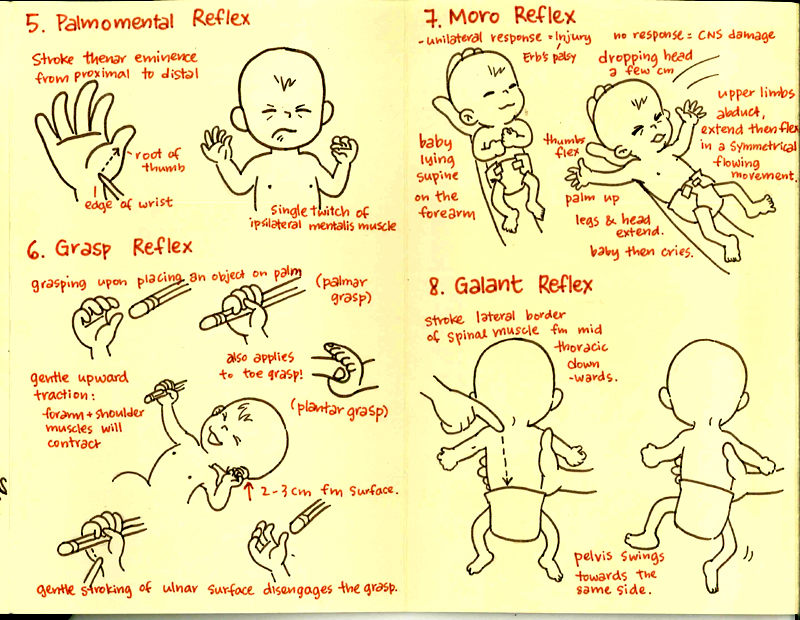 5. Palmomental Reflex
Stroke thenar eminence
from proximal to distal
root of
thumb
edge of wrist
single twitch of
ipsilateral mentalis muscle
6. Grasp Reflex
grasping upon placing an object on palm
(palmar
grasp)
also applies
to toe grasp!
(plantar grasp)
gentle upward
traction:
forarm + shoulder
muscles will
contract
↑ 2-3 cm fm surface.
gentle stroking of ulnar surface disengages the grasp.
7. Moro Reflex
- unilateral response = Injury
Erb's palsy
no response = CNS damage
dropping head
a few cm
baby
lying
supine
on the
forearm
thumbs
flex
upper limbs
abduct,
extend then flex
in a symmetrical
flowing
movement.
palm up
legs & head
extend.
baby then cries.
8. Galant Reflex
stroke lateral border
of spinal muscle fm mid
thoracic
down
-wards.
pelvis swings
towards the
same side.